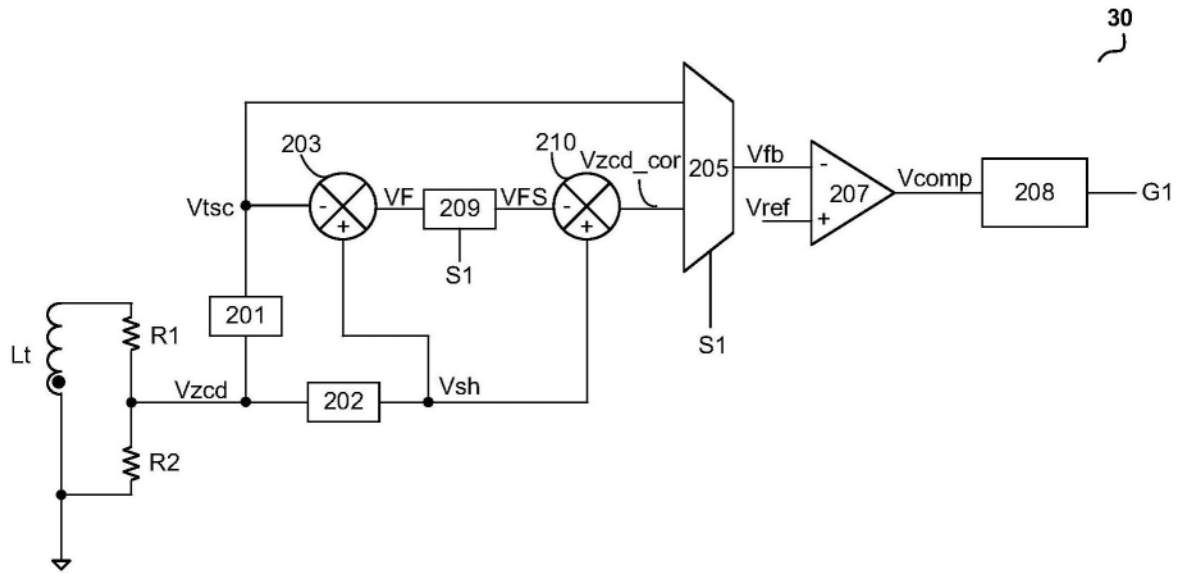 30
203
210
Vzcd_cor
205
Vfb
-
207
Vcomp
208
G1
Vref
+
Vtsc
-
+
VF
209
VFS
-
+
S1
S1
201
Lt
R1
Vzcd
202
Vsh
R2